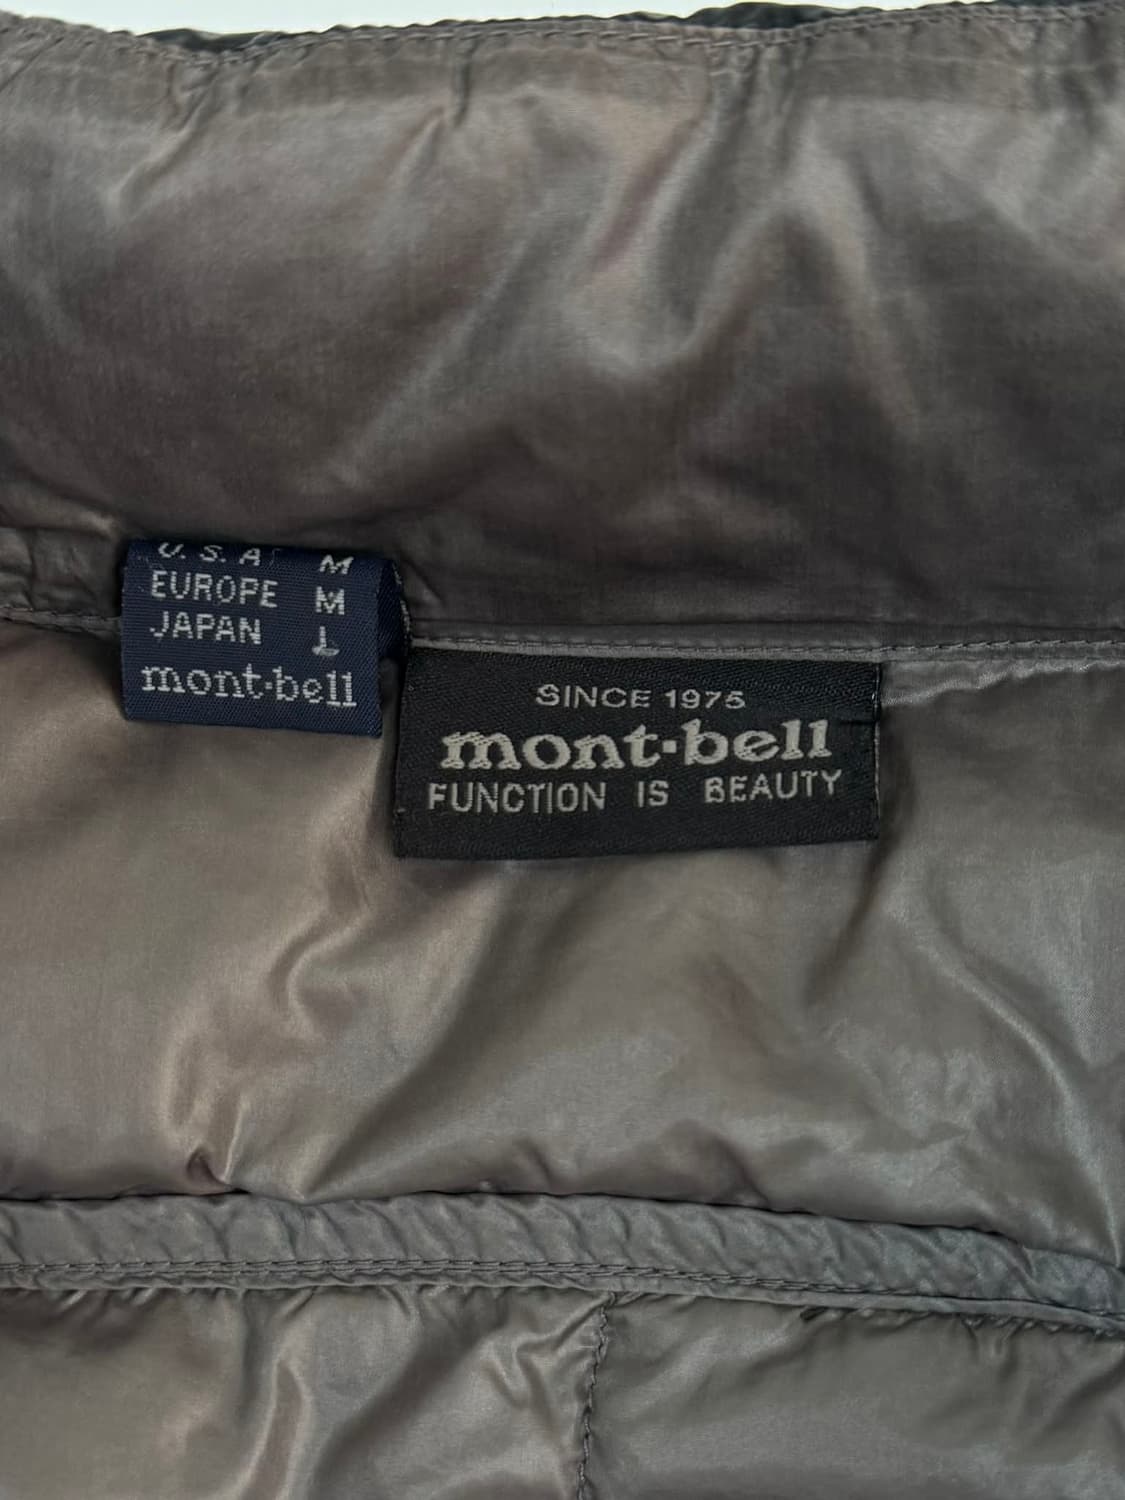 U.S.A M
EUROPE M
JAPAN L
mont-bell
SINCE 1975
mont-bell
FUNCTION IS BEAUTY